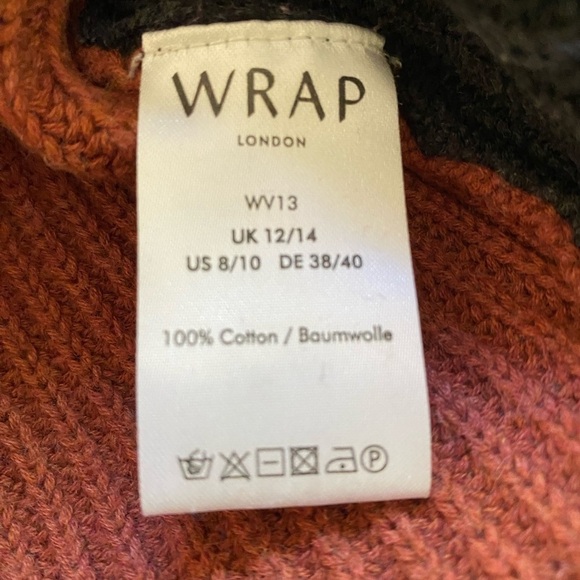 WRAP
LONDON
WV13
UK 12/14
US 8/10 DE 38/40
100% Cotton / Baumwolle
P